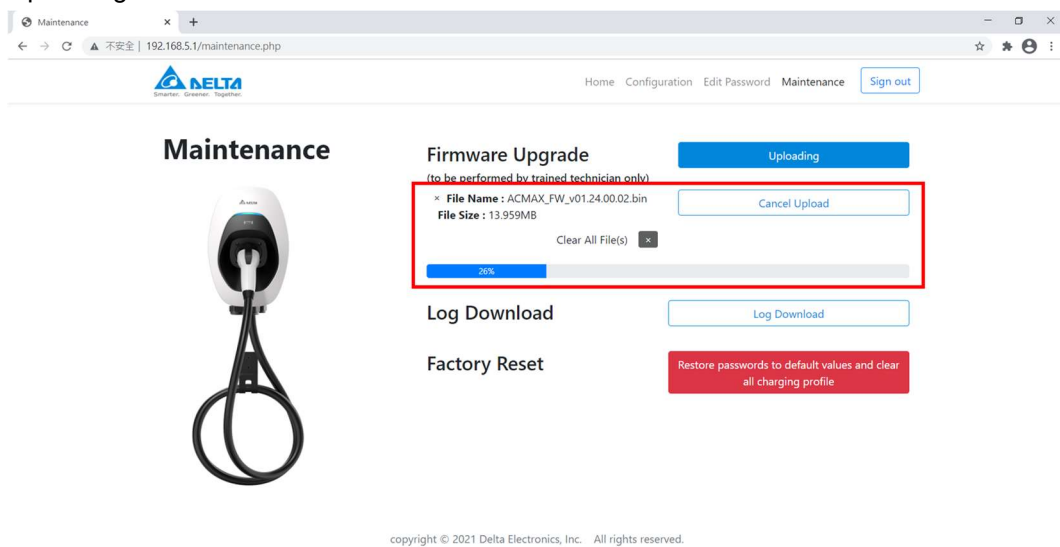 Maintenance
不安全 | 192.168.5.1/maintenance.php
DELTA
Smarter. Greener. Together.
Home Configuration Edit Password Maintenance Sign out
Maintenance
Firmware Upgrade
Uploading
(to be performed by trained technician only)
× File Name : ACMAX_FW_v01.24.00.02.bin
Cancel Upload
File Size : 13.959MB
Clear All File(s) ×
26%
Log Download
Log Download
Factory Reset
Restore passwords to default values and clear
all charging profile
copyright © 2021 Delta Electronics, Inc. All rights reserved.